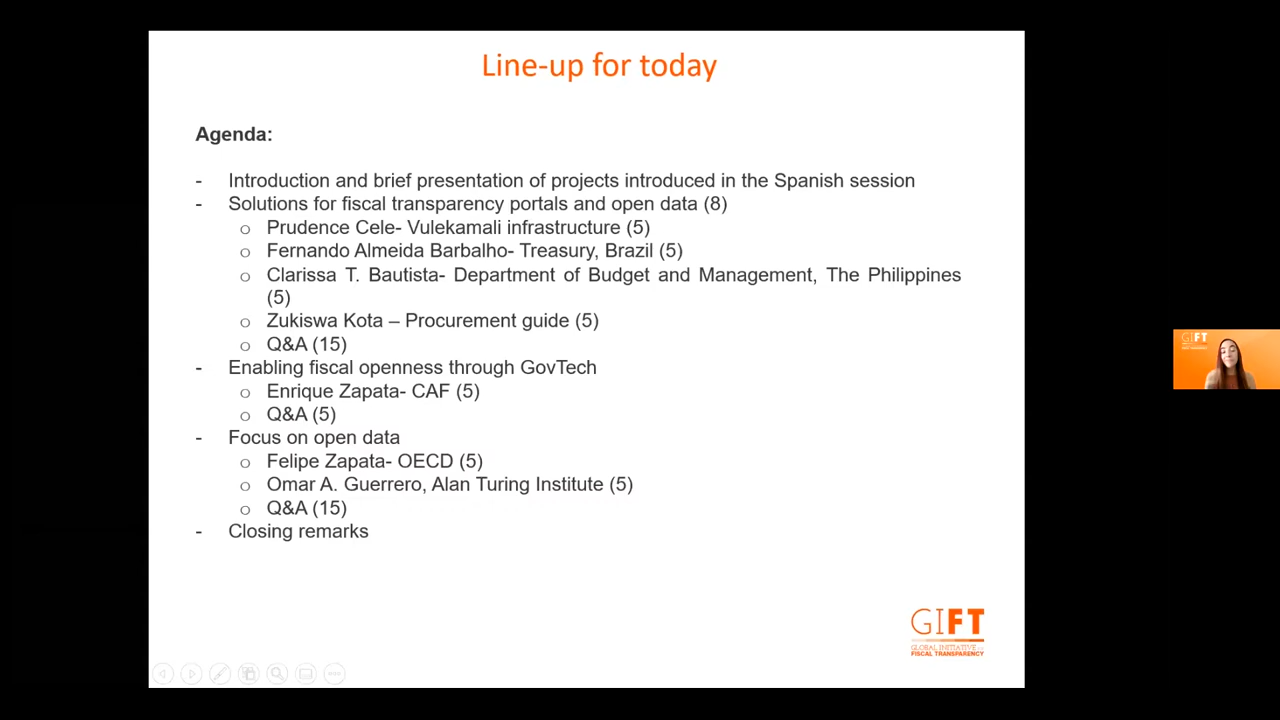 Line-up for today
Agenda:
- Introduction and brief presentation of projects introduced in the Spanish session
- Solutions for fiscal transparency portals and open data (8)
o Prudence Cele- Vulekamali infrastructure (5)
o Fernando Almeida Barbalho- Treasury, Brazil (5)
o Clarissa T. Bautista- Department of Budget and Management, The Philippines
(5)
o Zukiswa Kota – Procurement guide (5)
o Q&A (15)
- Enabling fiscal openness through GovTech
o Enrique Zapata- CAF (5)
o Q&A (5)
- Focus on open data
o Felipe Zapata- OECD (5)
o Omar A. Guerrero, Alan Turing Institute (5)
o Q&A (15)
- Closing remarks
GIFT
GLOBAL INITIATIVE
FISCAL TRANSPARENCY
GIFT